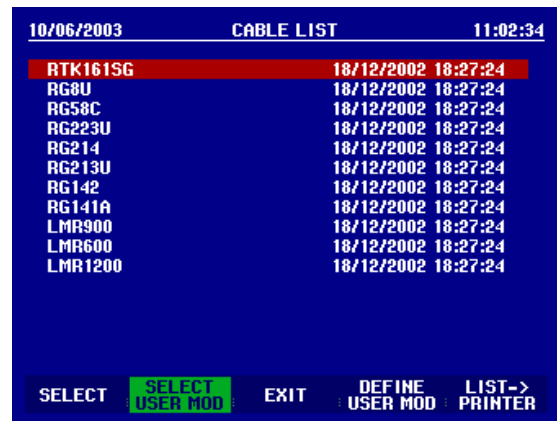 10/06/2003 CABLE LIST 11:02:34
RTK161SG 18/12/2002 18:27:24
RG8U 18/12/2002 18:27:24
RG58C 18/12/2002 18:27:24
RG223U 18/12/2002 18:27:24
RG214 18/12/2002 18:27:24
RG213U 18/12/2002 18:27:24
RG142 18/12/2002 18:27:24
RG141A 18/12/2002 18:27:24
LMR900 18/12/2002 18:27:24
LMR600 18/12/2002 18:27:24
LMR1200 18/12/2002 18:27:24
SELECT SELECT USER MOD EXIT DEFINE USER MOD LIST-> PRINTER